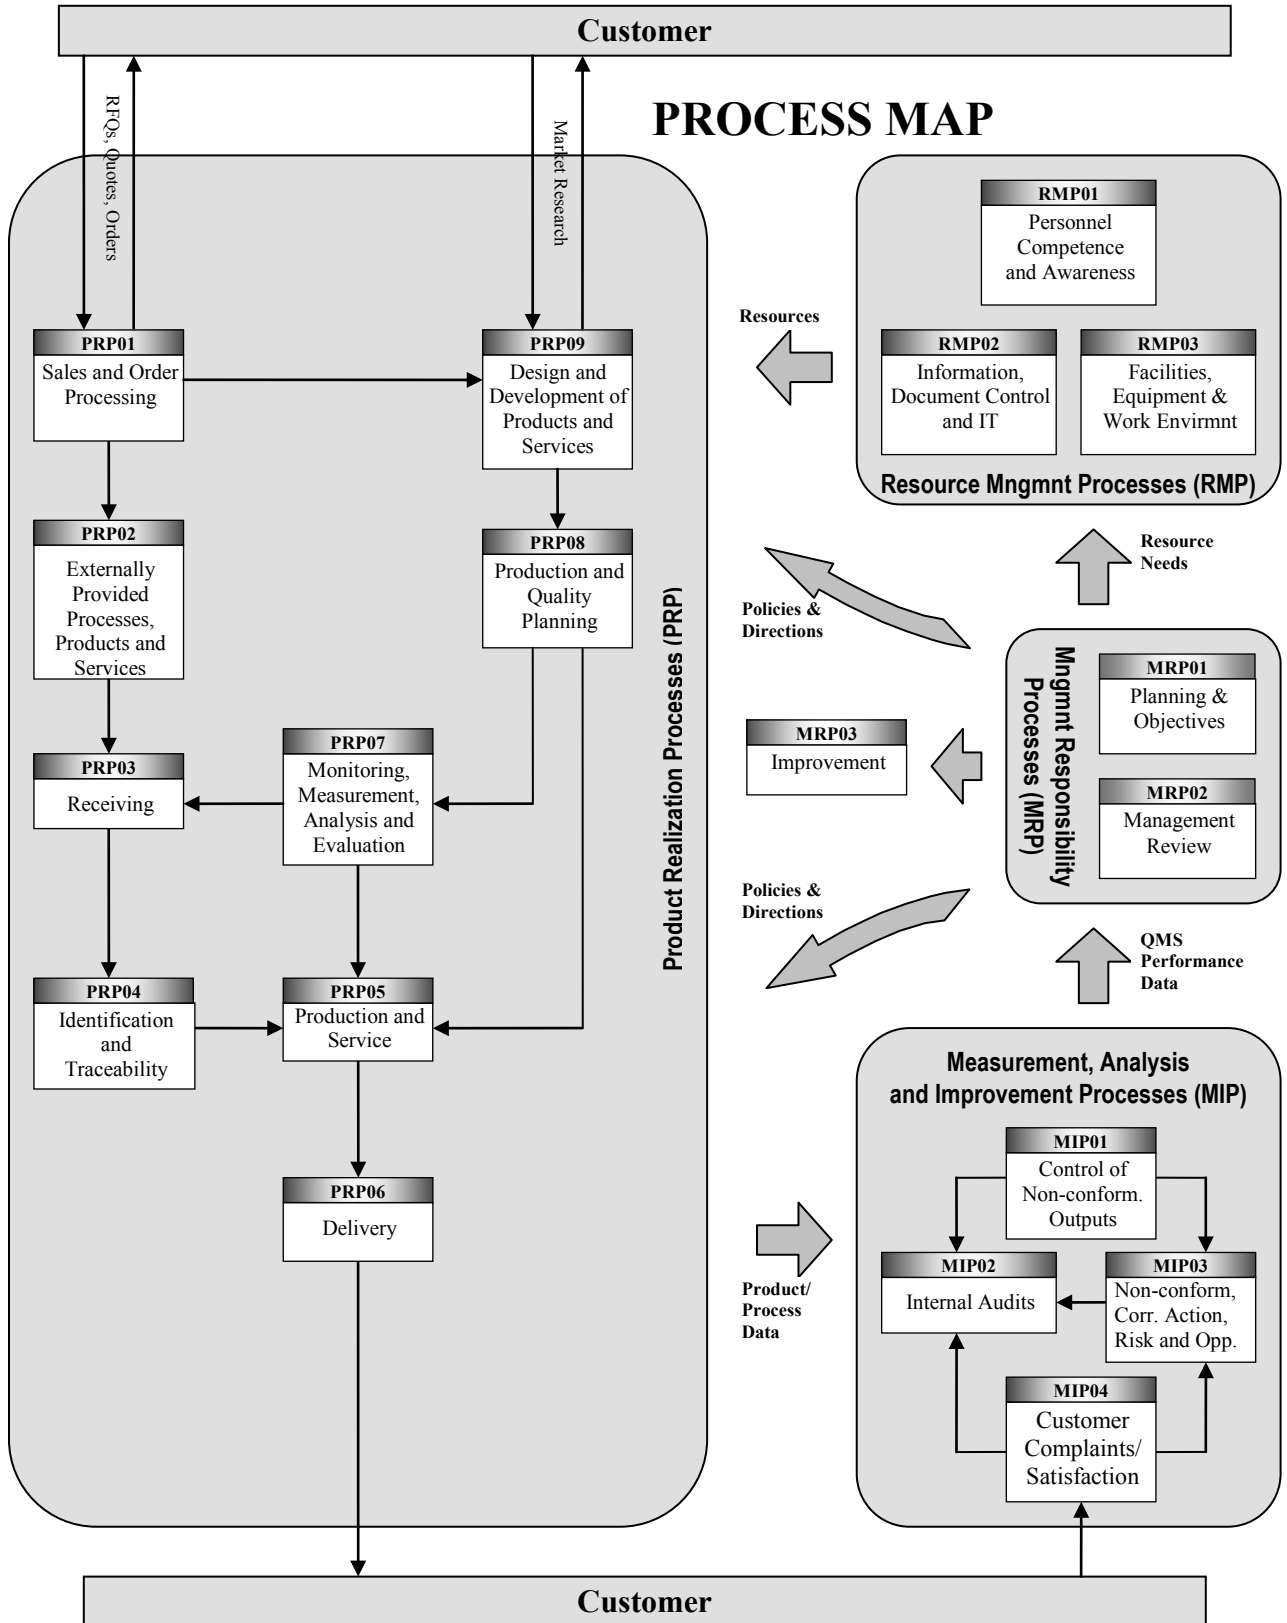 Customer
RFQs, Quotes, Orders
Market Research
PROCESS MAP
PRP01
Sales and Order
Processing
PRP09
Design and
Development of
Products and
Services
PRP02
Externally
Provided
Processes,
Products and
Services
PRP08
Production and
Quality
Planning
PRP07
Monitoring,
Measurement,
Analysis and
Evaluation
PRP03
Receiving
PRP04
Identification
and
Traceability
PRP05
Production and
Service
PRP06
Delivery
Product Realization Processes (PRP)
RMP01
Personnel
Competence
and Awareness
Resources
RMP02
Information,
Document Control
and IT
RMP03
Facilities,
Equipment &
Work Envirmnt
Resource Mngmnt Processes (RMP)
Resource
Needs
Policies &
Directions
Mngmnt Responsibility
Processes (MRP)
MRP01
Planning &
Objectives
MRP03
Improvement
MRP02
Management
Review
Policies &
Directions
QMS
Performance
Data
Measurement, Analysis
and Improvement Processes (MIP)
MIP01
Control of
Non-conform.
Outputs
MIP02
Internal Audits
MIP03
Non-conform,
Corr. Action,
Risk and Opp.
Product/
Process
Data
MIP04
Customer
Complaints/
Satisfaction
Customer